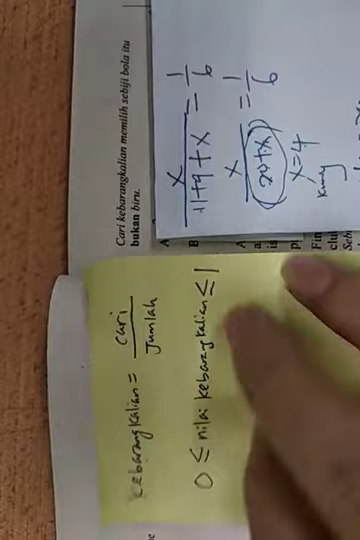 Cari kebarangkalian memilih sebiji bola itu
bukan biru.
x / 11+9+x = 1/6
x / (20+x) = 1/6
x=4
kebarangkalian = cari / Jumlah
0 ≤ nilai kebarangkalian ≤ 1